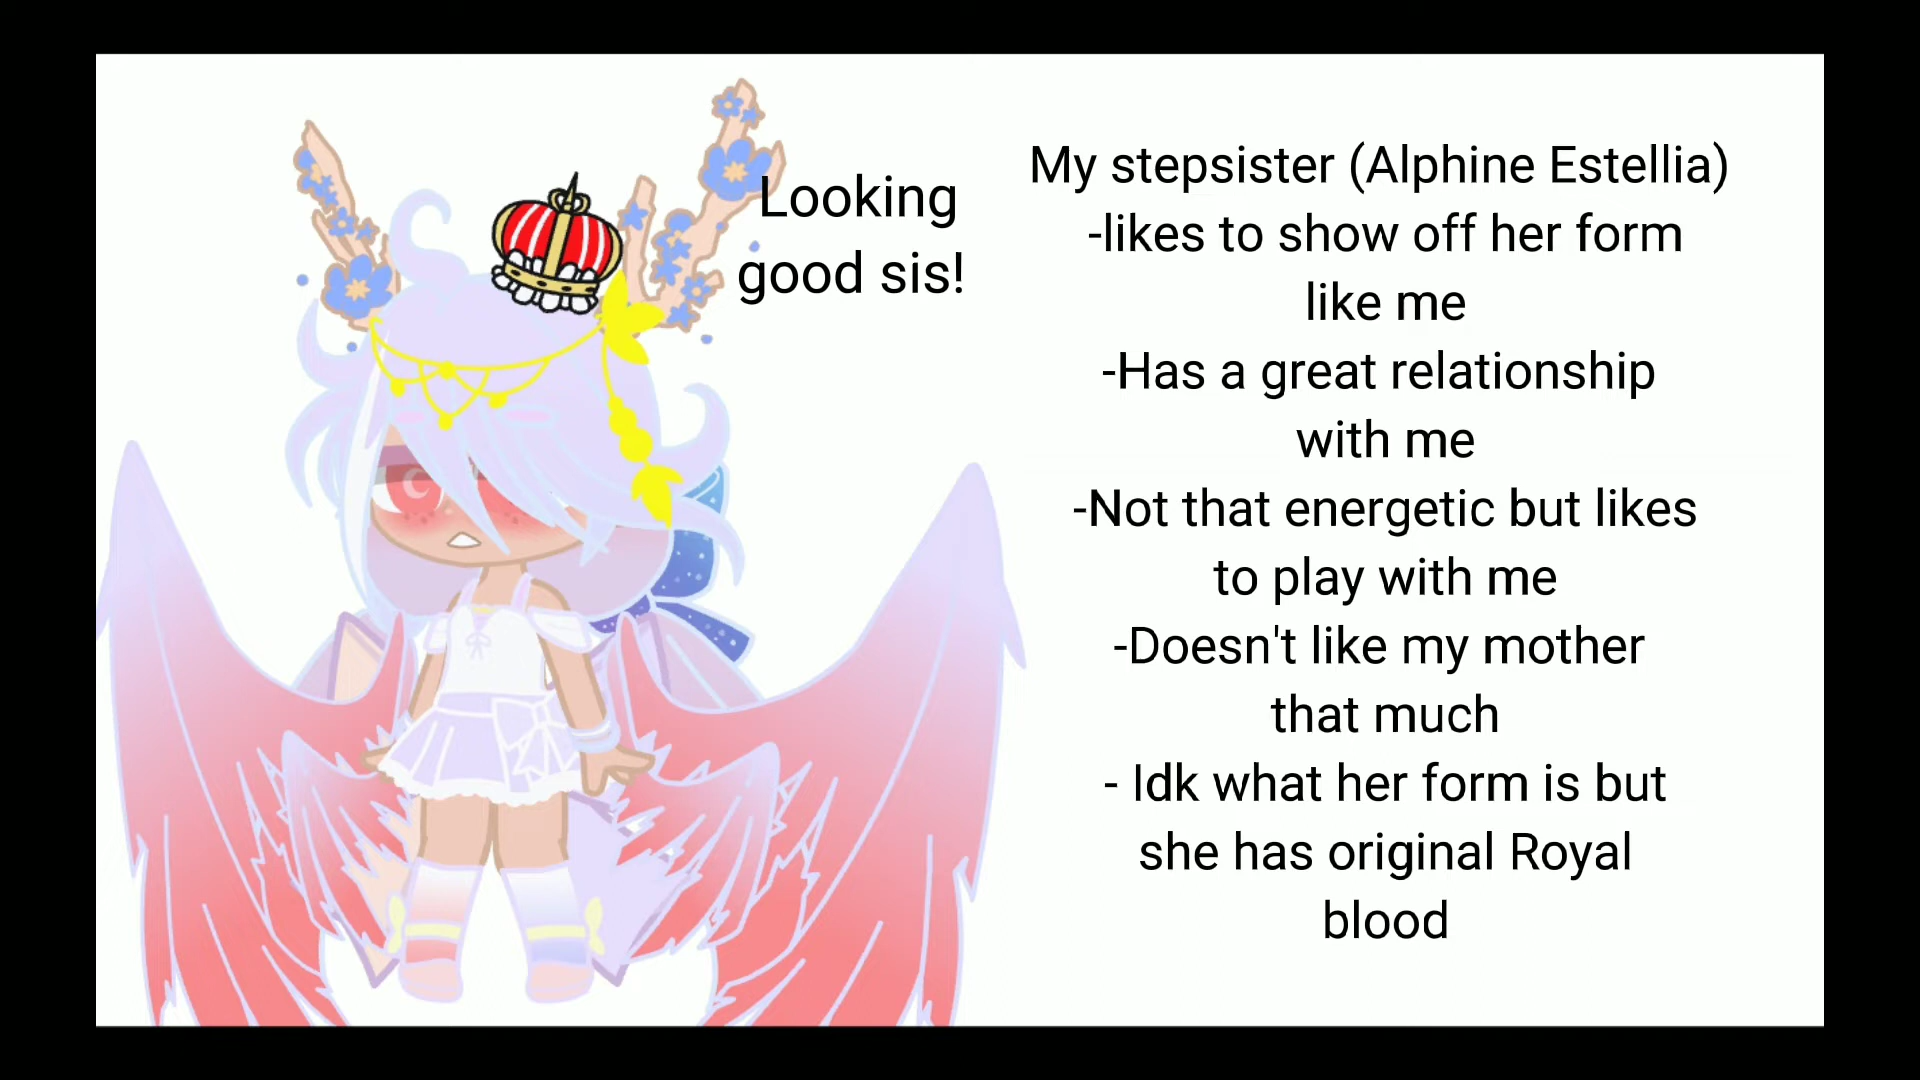 Looking
good sis!
My stepsister (Alphine Estellia)
-likes to show off her form
like me
-Has a great relationship
with me
-Not that energetic but likes
to play with me
-Doesn't like my mother
that much
- Idk what her form is but
she has original Royal
blood